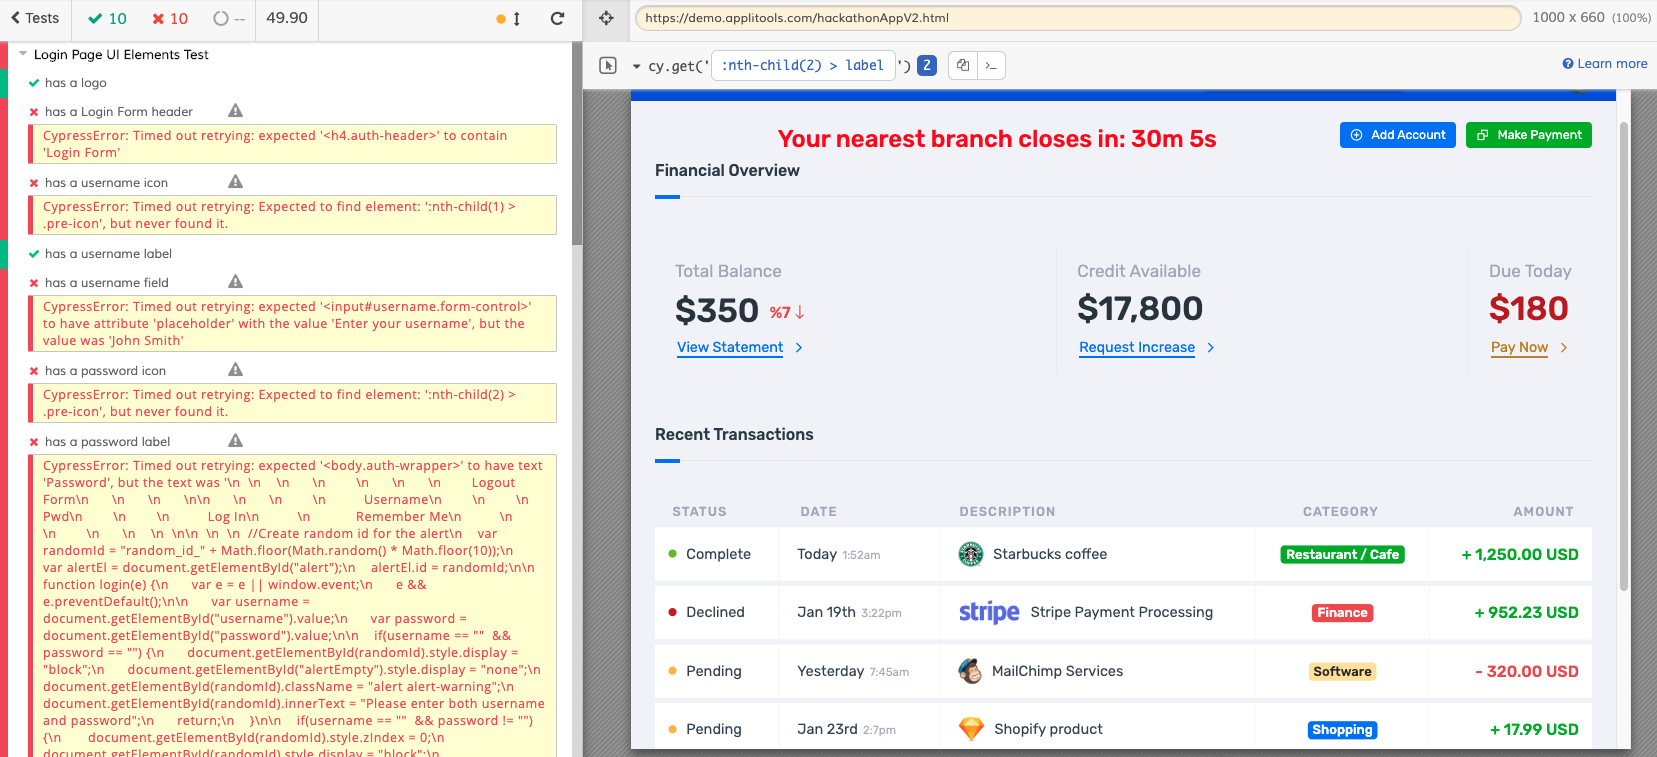 Tests 10 10 -- 49.90
Login Page UI Elements Test
has a logo
has a Login Form header
CypressError: Timed out retrying: expected '<h4.auth-header>' to contain
'Login Form'
has a username icon
CypressError: Timed out retrying: Expected to find element: ':nth-child(1) >
.pre-icon', but never found it.
has a username label
has a username field
CypressError: Timed out retrying: expected '<input#username.form-control>'
to have attribute 'placeholder' with the value 'Enter your username', but the
value was 'John Smith'
has a password icon
CypressError: Timed out retrying: Expected to find element: ':nth-child(2) >
.pre-icon', but never found it.
has a password label
CypressError: Timed out retrying: expected '<body.auth-wrapper>' to have text
'Password', but the text was '\n \n \n \n \n \n \n Logout
Form\n \n \n \n\n \n \n \n Username\n \n \n
Pwd\n \n \n Log In\n \n Remember Me\n \n
\n \n \n \n \n\n \n \n //Create random id for the alert\n var
randomId = "random_id_" + Math.floor(Math.random() * Math.floor(10));\n
var alertEl = document.getElementById("alert");\n alertEl.id = randomId;\n\n
function login(e) {\n var e = e || window.event;\n e &&
e.preventDefault();\n\n var username =
document.getElementById("username").value;\n var password =
document.getElementById("password").value;\n\n if(username == "" &&
password == "") {\n document.getElementById(randomId).style.display =
"block";\n document.getElementById("alertEmpty").style.display = "none";\n
document.getElementById(randomId).className = "alert alert-warning";\n
document.getElementById(randomId).innerText = "Please enter both username
and password";\n return;\n }\n\n if(username == "" && password != "")
{\n document.getElementById(randomId).style.zIndex = 0;\n
document.getElementById(randomId).style.display = "block";\n
https://demo.applitools.com/hackathonAppV2.html 1000 x 660 (100%)
cy.get(' :nth-child(2) > label ') 2 >_ Learn more
Your nearest branch closes in: 30m 5s
Add Account Make Payment
Financial Overview
Total Balance Credit Available Due Today
$350 %7 $17,800 $180
View Statement Request Increase Pay Now
Recent Transactions
STATUS DATE DESCRIPTION CATEGORY AMOUNT
Complete Today 1:52am Starbucks coffee Restaurant / Cafe + 1,250.00 USD
Declined Jan 19th 3:22pm stripe Stripe Payment Processing Finance + 952.23 USD
Pending Yesterday 7:45am MailChimp Services Software - 320.00 USD
Pending Jan 23rd 2:7pm Shopify product Shopping + 17.99 USD